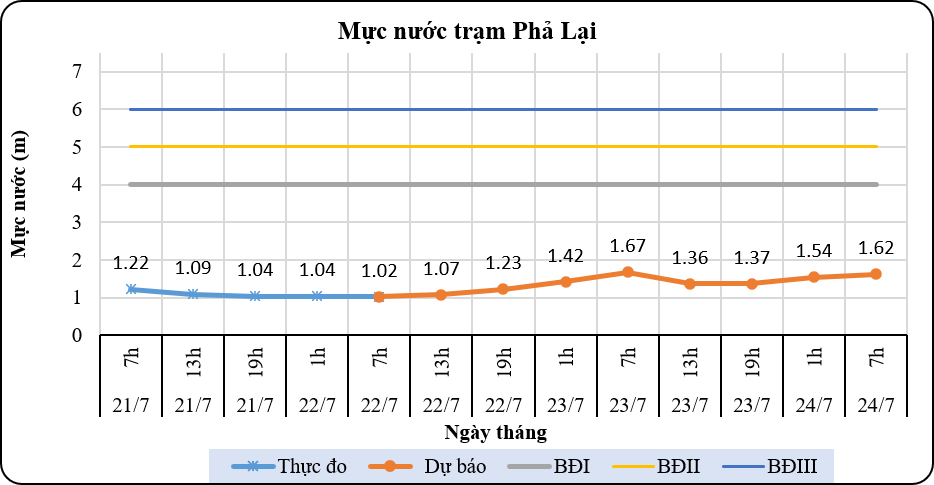 Mực nước trạm Phả Lại
Mực nước (m)
7
6
5
4
3
2
1
0
1.22 1.09 1.04 1.04 1.02 1.07 1.23 1.42 1.67 1.36 1.37 1.54 1.62
7h 13h 19h 1h 7h 13h 19h 1h 7h 13h 19h 1h 7h
21/7 21/7 21/7 22/7 22/7 22/7 22/7 23/7 23/7 23/7 23/7 24/7 24/7
Ngày tháng
Thực đo Dự báo BĐI BĐII BĐIII